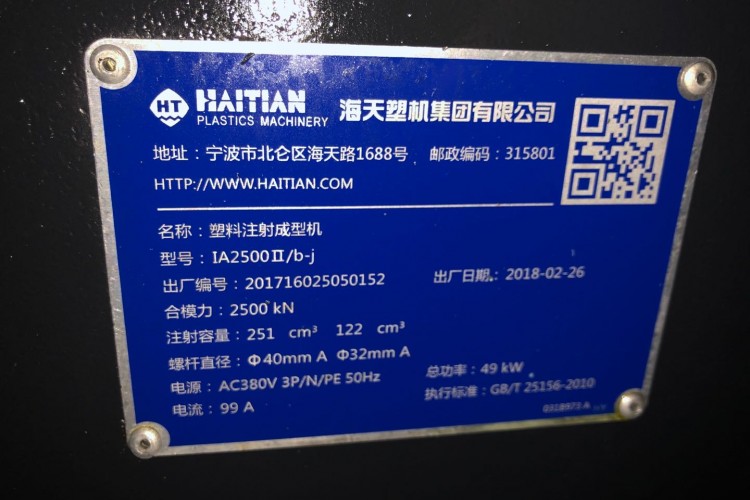 HT HAITIAN PLASTICS MACHINERY 海天塑机集团有限公司
地址：宁波市北仑区海天路1688号 邮政编码：315801
HTTP://WWW.HAITIAN.COM
名称：塑料注射成型机
型号：IA2500Ⅱ/b-j
出厂编号：201716025050152 出厂日期：2018-02-26
合模力：2500 kN
注射容量：251 cm³ 122 cm³
螺杆直径：Φ40mm A Φ32mm A
总功率：49 kW
电源：AC380V 3P/N/PE 50Hz
执行标准：GB/T 25156-2010
电流：99 A
0318973 A